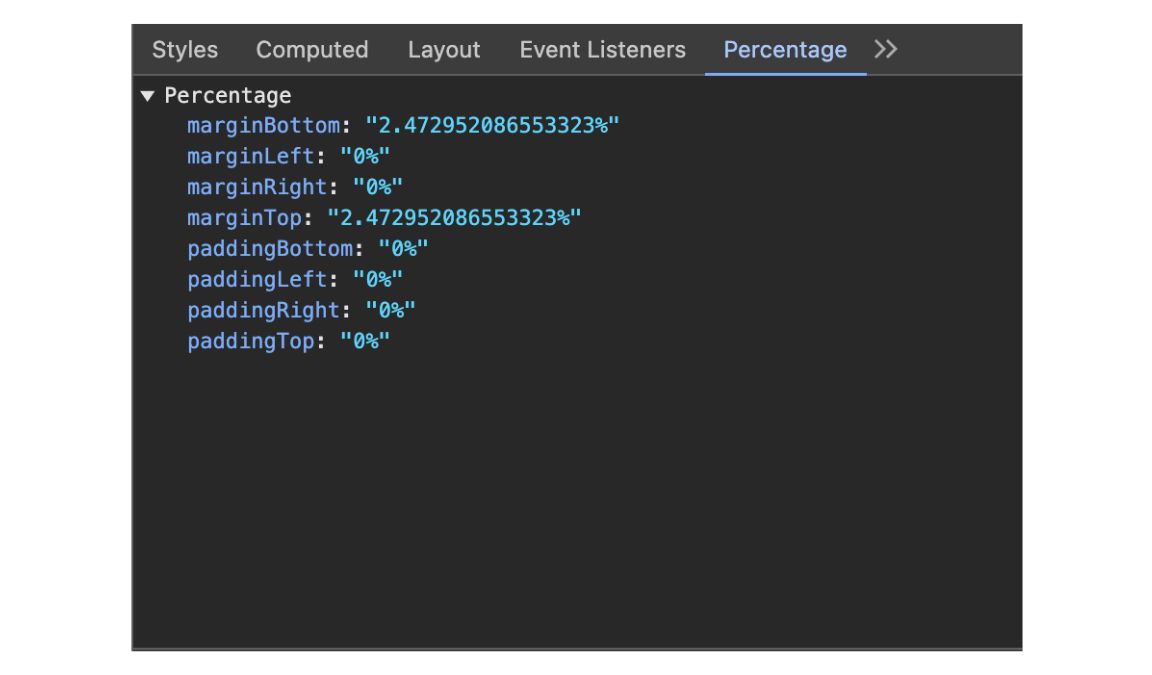 Styles Computed Layout Event Listeners Percentage
▼ Percentage
marginBottom: "2.472952086553323%"
marginLeft: "0%"
marginRight: "0%"
marginTop: "2.472952086553323%"
paddingBottom: "0%"
paddingLeft: "0%"
paddingRight: "0%"
paddingTop: "0%"